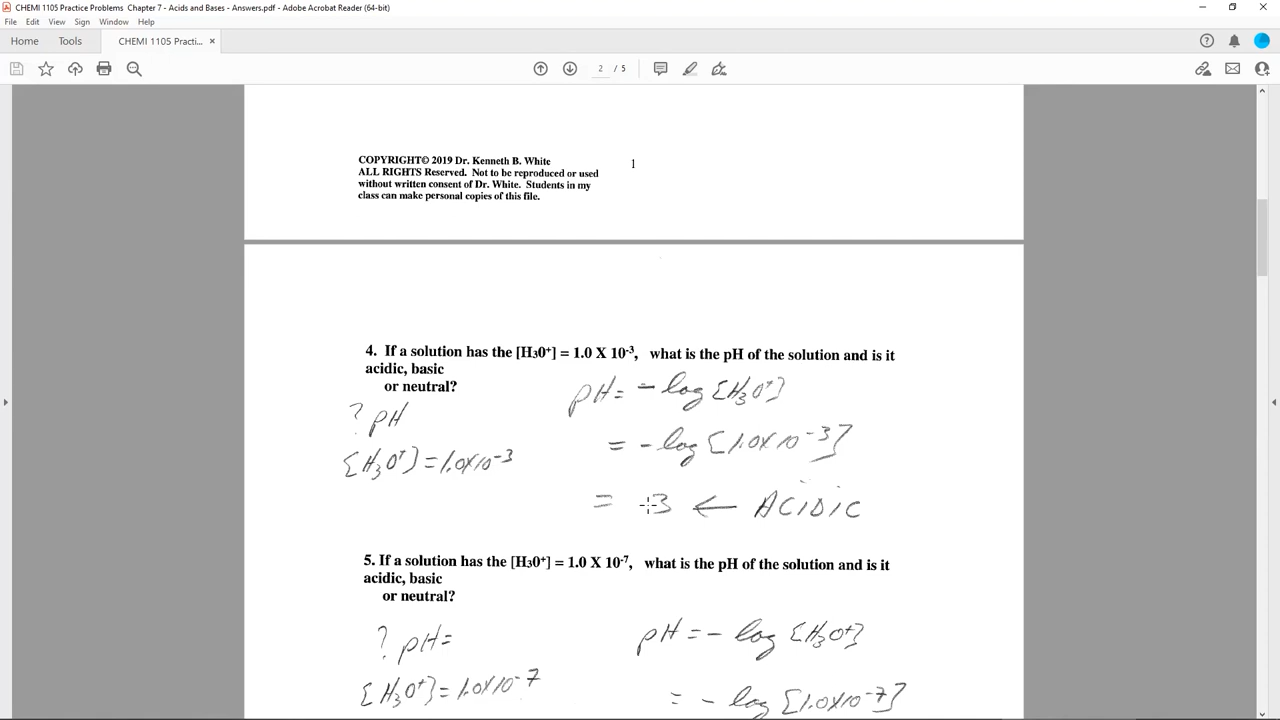 CHEMI 1105 Practice Problems Chapter 7 - Acids and Bases - Answers.pdf - Adobe Acrobat Reader (64-bit)
File Edit View Sign Window Help
Home Tools CHEMI 1105 Practi... ×
2 / 5
COPYRIGHT© 2019 Dr. Kenneth B. White
ALL RIGHTS Reserved. Not to be reproduced or used
without written consent of Dr. White. Students in my
class can make personal copies of this file.
1
4. If a solution has the [H30⁺] = 1.0 X 10⁻³, what is the pH of the solution and is it
acidic, basic
or neutral?
pH = - log [H₃O⁺]
? pH
= - log [1.0X10⁻³]
[H₃O⁺] = 1.0X10⁻³
= 3 ← ACIDIC
5. If a solution has the [H30⁺] = 1.0 X 10⁻⁷, what is the pH of the solution and is it
acidic, basic
or neutral?
? pH =
pH = - log [H₃O⁺]
[H₃O⁺] = 1.0X10⁻⁷
= - log [1.0X10⁻⁷]